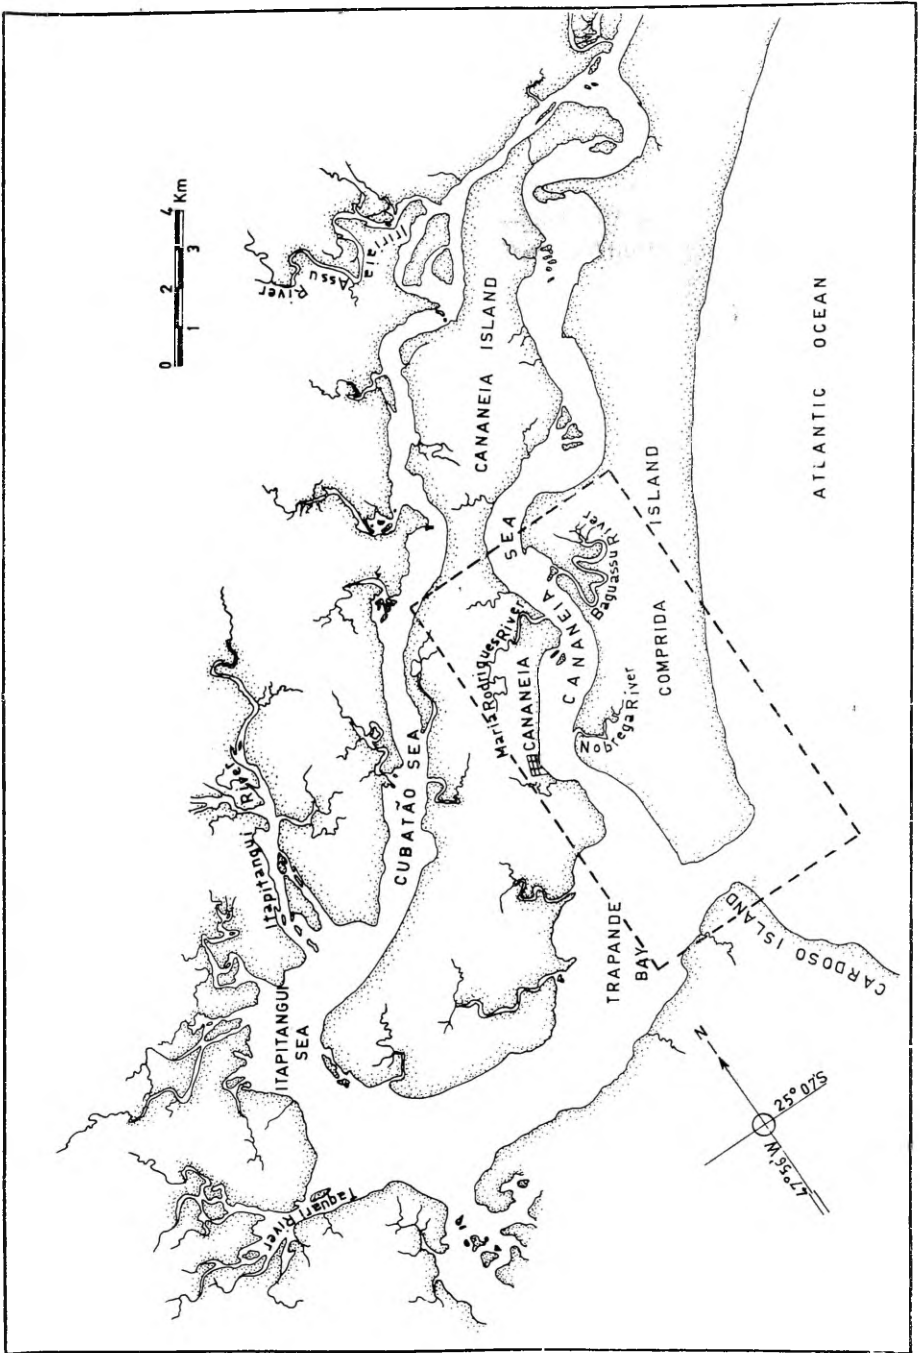 0 1 2 3 4
Km
River
Assu
Iririaia
CANANEIA ISLAND
ATLANTIC OCEAN
Itapitangui
River
CUBATÃO SEA
Maria Rodrigues River
CANANEIA
CANANEIA SEA
Baguassu River
Nobrega River
COMPRIDA ISLAND
ITAPITANGUI
SEA
TRAPANDE
BAY
CARDOSO ISLAND
Taquari River
N
25° 07'S
47°56'W